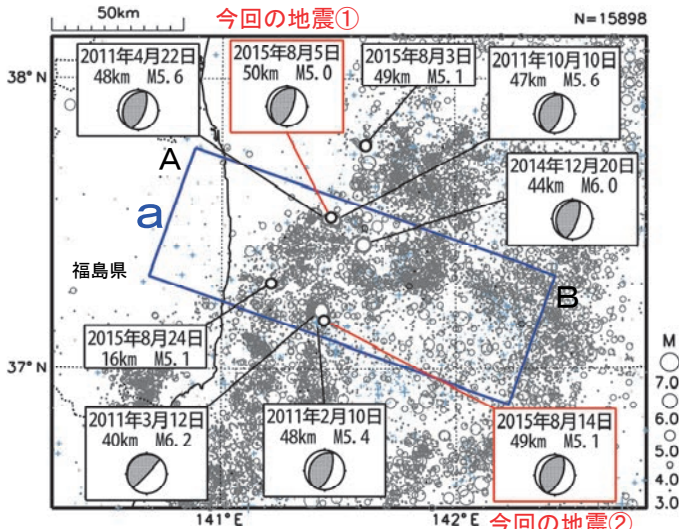 50km
今回の地震①
N=15898
38°N
2011年4月22日
48km M5.6
2015年8月5日
50km M5.0
2015年8月3日
49km M5.1
2011年10月10日
47km M5.6
A
a
2014年12月20日
44km M6.0
福島県
B
2015年8月24日
16km M5.1
37°N
M
7.0
6.0
5.0
4.0
3.0
2011年3月12日
40km M6.2
2011年2月10日
48km M5.4
2015年8月14日
49km M5.1
141°E
142°E
今回の地震②